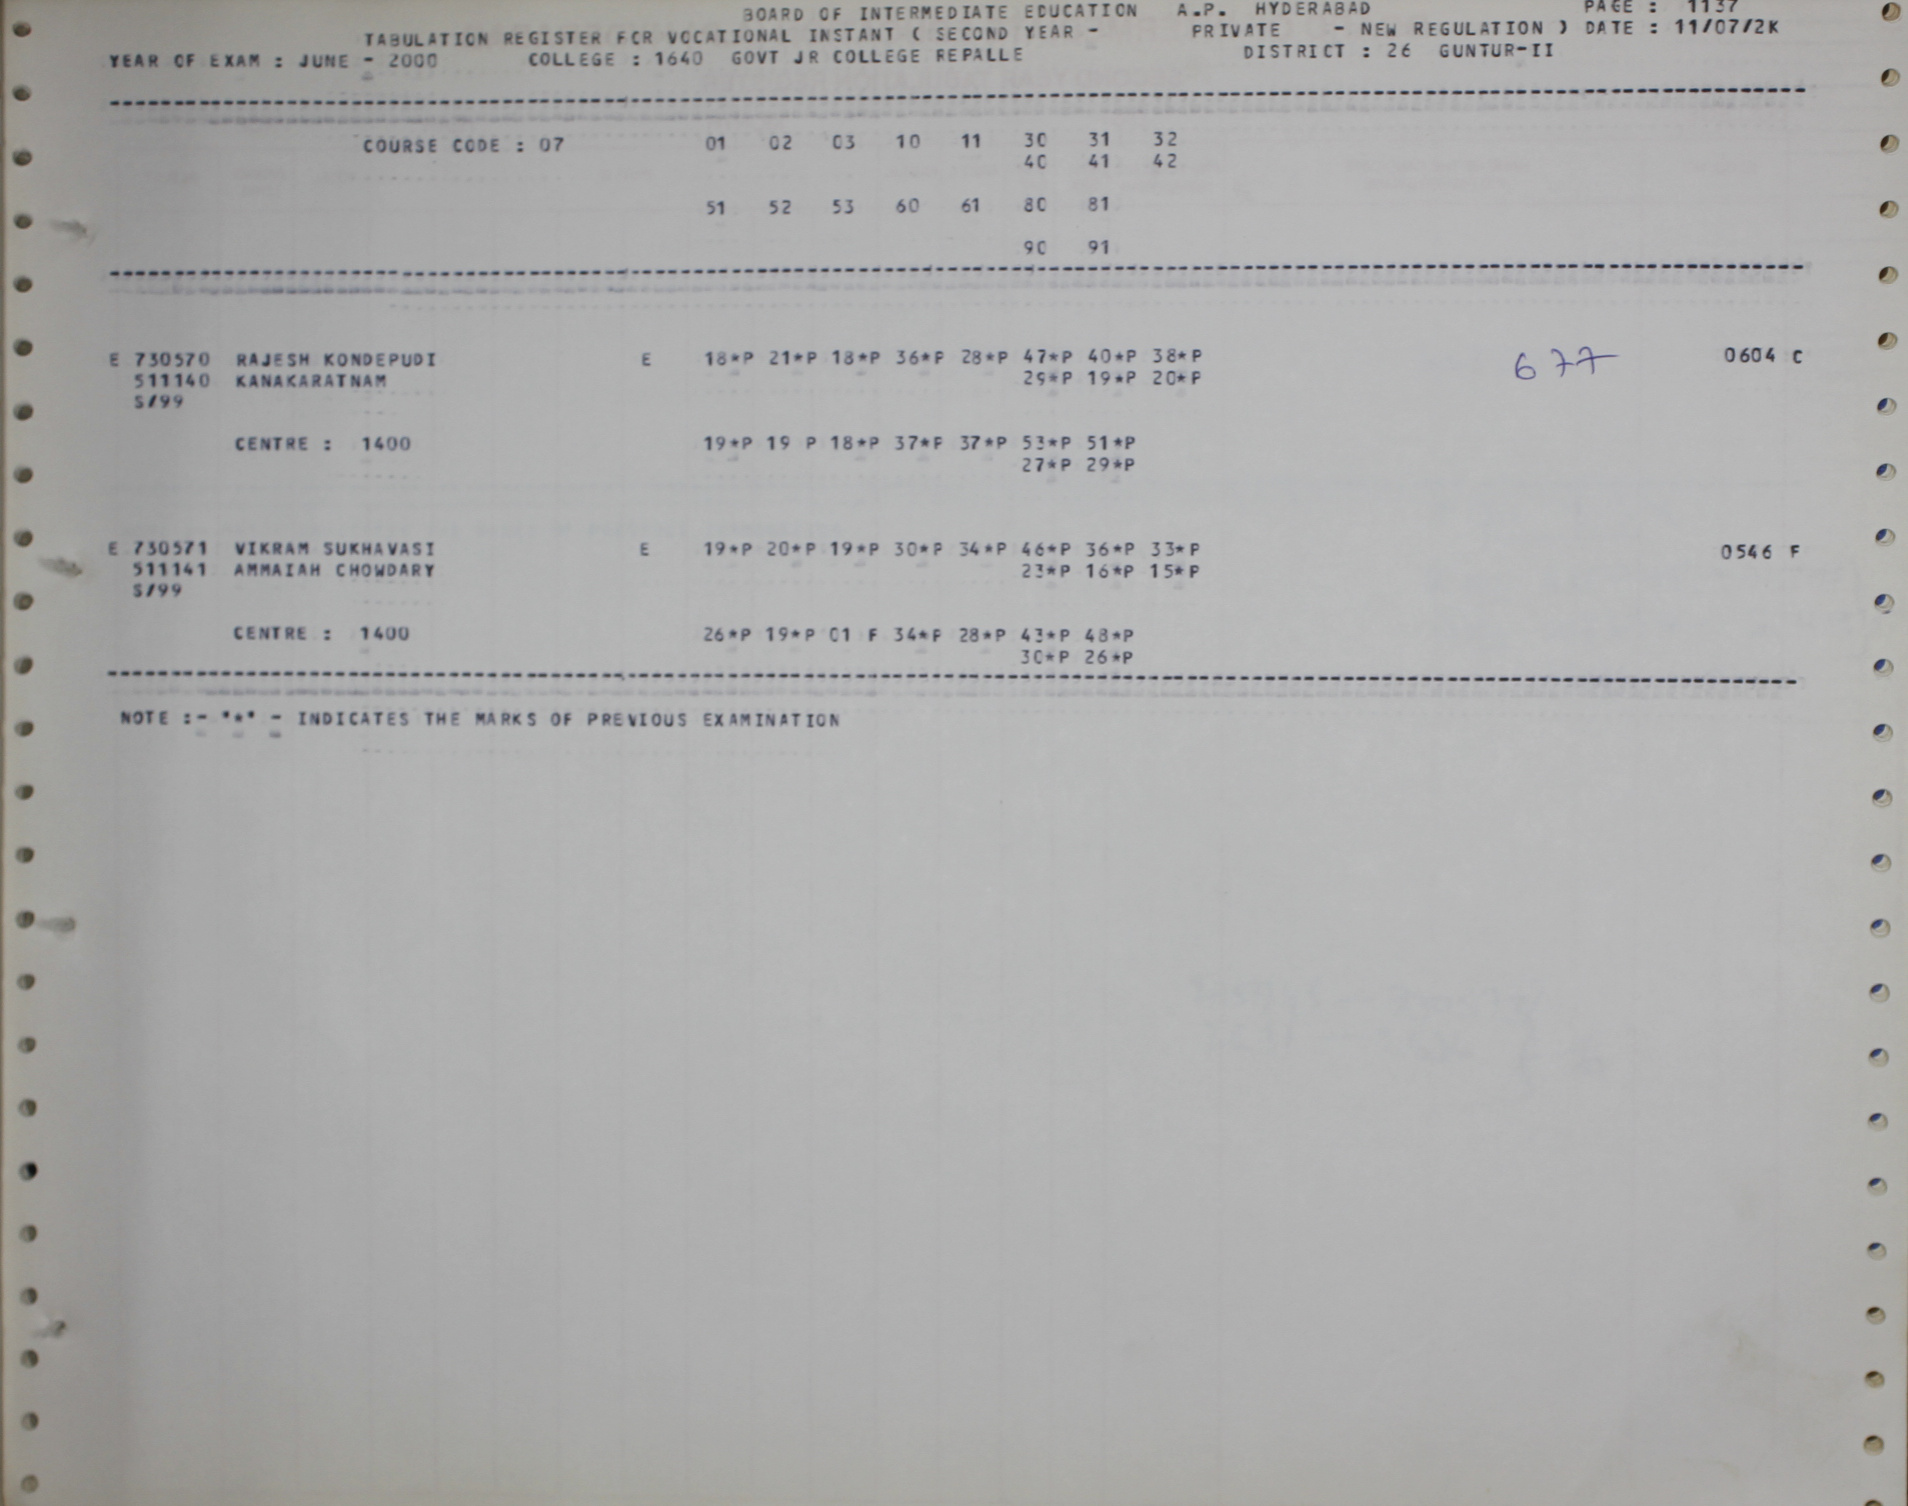 BOARD OF INTERMEDIATE EDUCATION A.P. HYDERABAD PAGE : 1137
TABULATION REGISTER FOR VOCATIONAL INSTANT ( SECOND YEAR - PRIVATE - NEW REGULATION ) DATE : 11/07/2K
YEAR OF EXAM : JUNE - 2000 COLLEGE : 1640 GOVT JR COLLEGE REPALLE DISTRICT : 26 GUNTUR-II
COURSE CODE : 07 01 02 03 10 11 30 31 32
40 41 42
51 52 53 60 61 80 81
90 91
E 730570 RAJESH KONDEPUDI E 18*P 21*P 18*P 36*P 28*P 47*P 40*P 38*P 677 0604 C
511140 KANAKARATNAM 29*P 19*P 20*P
S/99
CENTRE : 1400 19*P 19 P 18*P 37*P 37*P 53*P 51*P
27*P 29*P
E 730571 VIKRAM SUKHAVASI E 19*P 20*P 19*P 30*P 34*P 46*P 36*P 33*P 0546 F
511141 AMMAIAH CHOWDARY 23*P 16*P 15*P
S/99
CENTRE : 1400 26*P 19*P 01 F 34*P 28*P 43*P 48*P
30*P 26*P
NOTE :- "*" - INDICATES THE MARKS OF PREVIOUS EXAMINATION